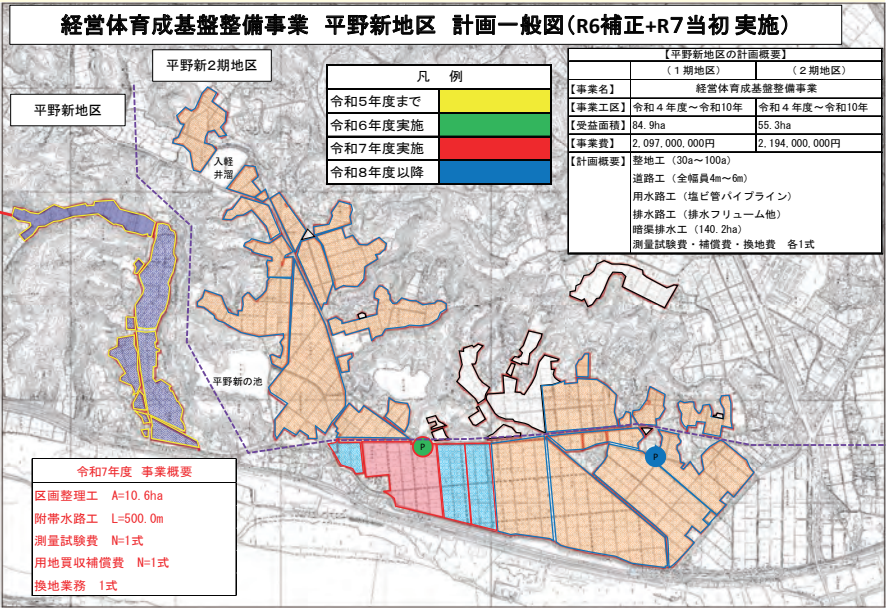 経営体育成基盤整備事業 平野新地区 計画一般図(R6補正+R7当初 実施)
平野新2期地区
平野新地区
凡 例
令和5年度まで
令和6年度実施
令和7年度実施
令和8年度以降
【平野新地区の計画概要】
(1期地区) (2期地区)
【事業名】 経営体育成基盤整備事業
【事業工区】 令和4年度~令和10年 令和4年度~令和10年
【受益面積】 84.9ha 55.3ha
【事業費】 2,097,000,000円 2,194,000,000円
【計画概要】 整地工(30a~100a)
道路工(全幅員4m~6m)
用水路工(塩ビ管パイプライン)
排水路工(排水フリューム他)
暗渠排水工(140.2ha)
測量試験費・補償費・換地費 各1式
入軽
井溜
平野新の池
P
P
令和7年度 事業概要
区画整理工 A=10.6ha
附帯水路工 L=500.0m
測量試験費 N=1式
用地買収補償費 N=1式
換地業務 1式